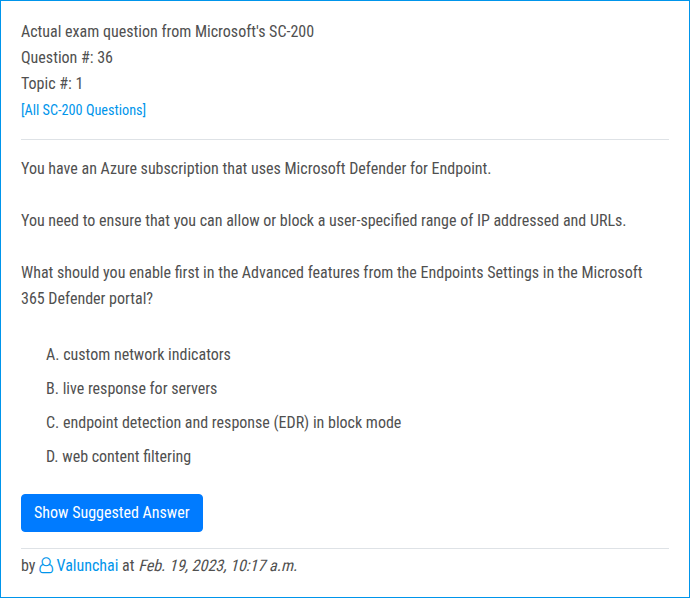 Actual exam question from Microsoft's SC-200
Question #: 36
Topic #: 1
[All SC-200 Questions]
You have an Azure subscription that uses Microsoft Defender for Endpoint.
You need to ensure that you can allow or block a user-specified range of IP addressed and URLs.
What should you enable first in the Advanced features from the Endpoints Settings in the Microsoft
365 Defender portal?
A. custom network indicators
B. live response for servers
C. endpoint detection and response (EDR) in block mode
D. web content filtering
Show Suggested Answer
by Valunchai at Feb. 19, 2023, 10:17 a.m.